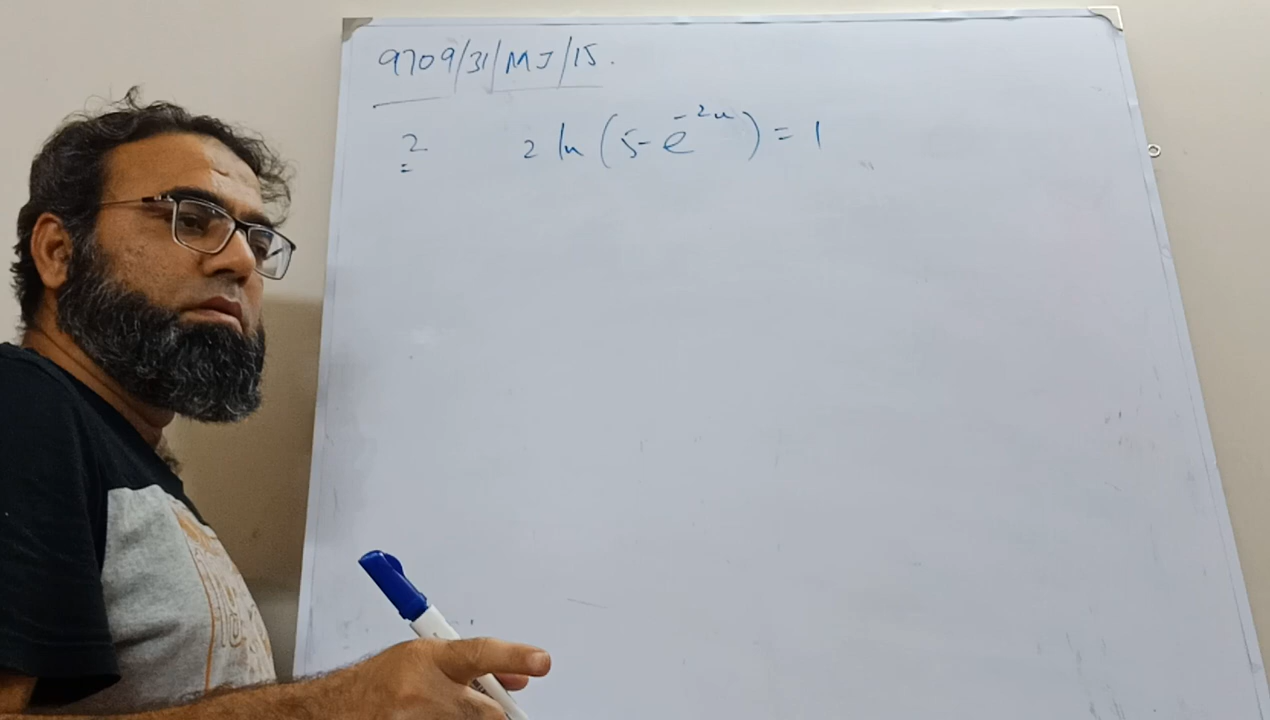 9709/31/MJ/15.
2 2 ln (5-e^-2x) = 1